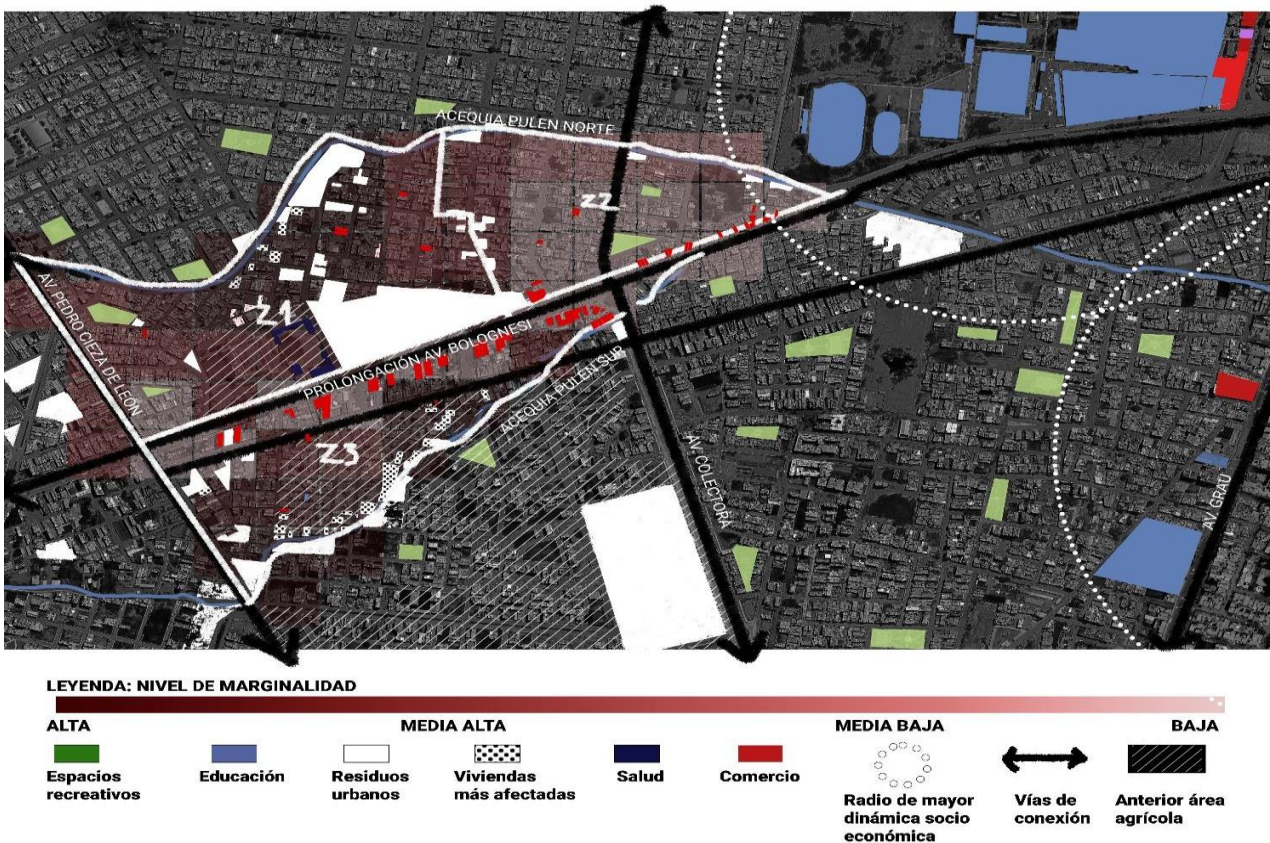 ACEQUIA PULEN NORTE
Z2
AV. PEDRO CIEZA DE LEÓN
Z1
PROLONGACIÓN AV. BOLOGNESI
ACEQUIA PULEN SUR
Z3
AV. COLECTORA
AV. GRAU
LEYENDA: NIVEL DE MARGINALIDAD
ALTA
MEDIA ALTA
MEDIA BAJA
BAJA
Espacios
recreativos
Educación
Residuos
urbanos
Viviendas
más afectadas
Salud
Comercio
Radio de mayor
dinámica socio
económica
Vías de
conexión
Anterior área
agrícola